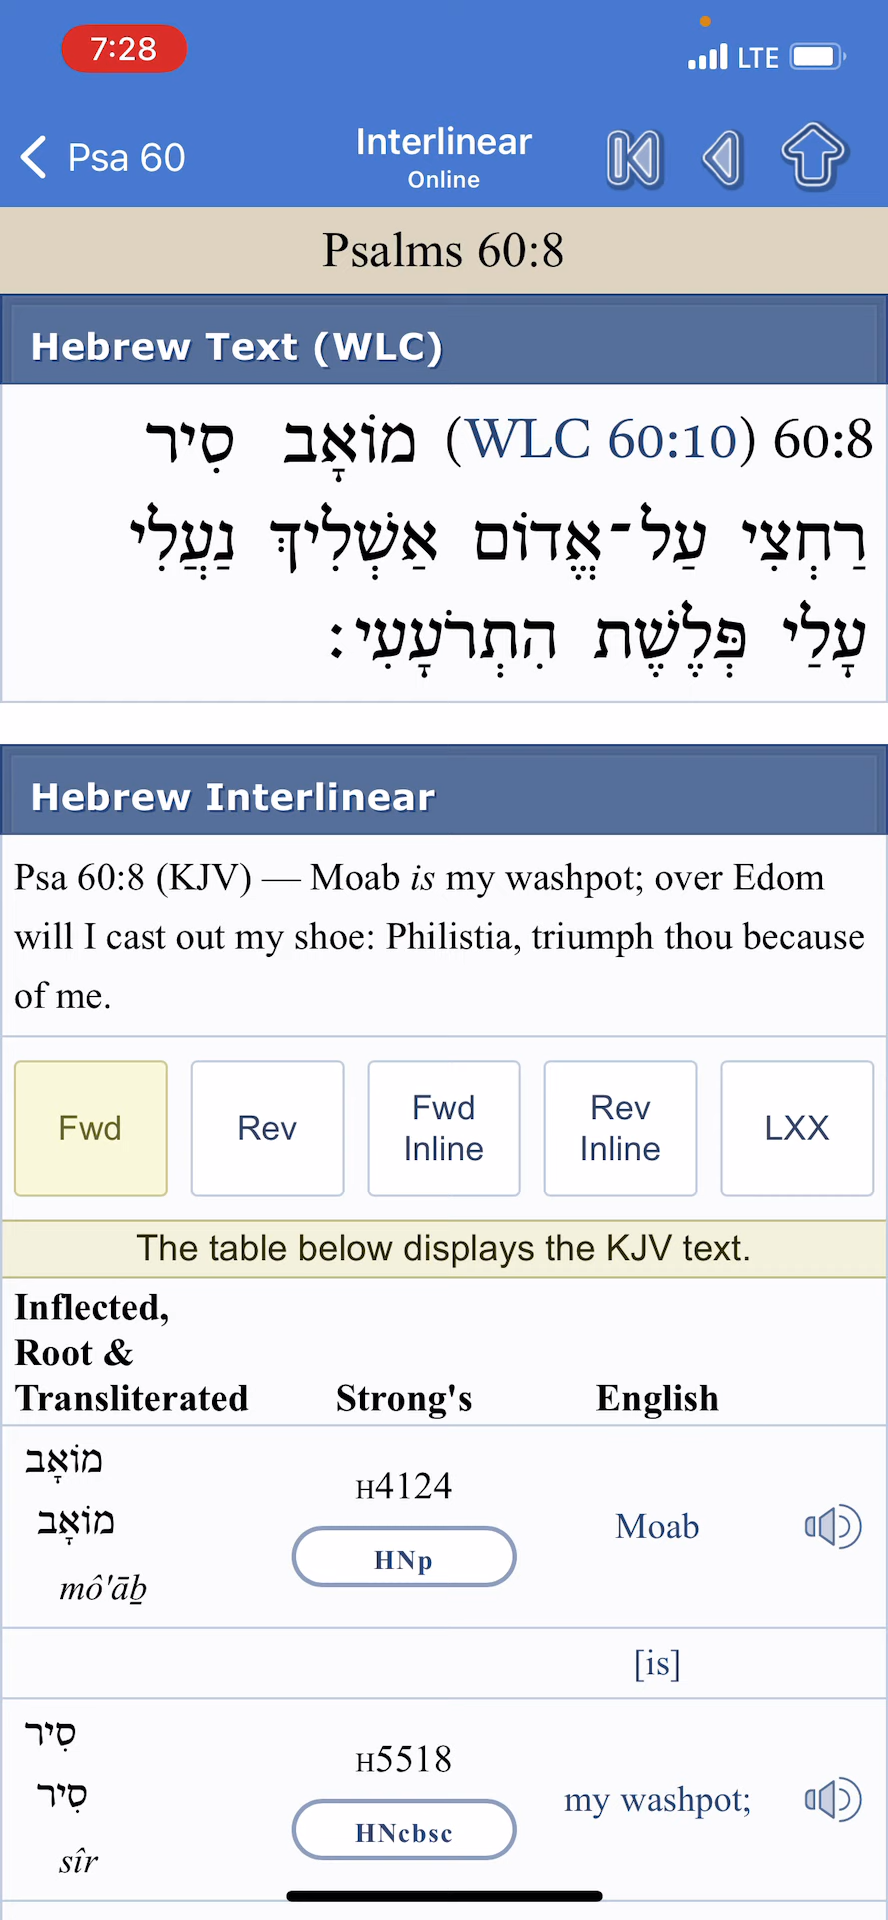 7:28
LTE
Psa 60
Interlinear
Online
Psalms 60:8
Hebrew Text (WLC)
60:8 (WLC 60:10) מוֹאָב סִיר
רַחְצִי עַל־אֱדוֹם אַשְׁלִיךְ נַעֲלִי
עָלַי פְּלֶשֶׁת הִתְרֹעָעִי׃
Hebrew Interlinear
Psa 60:8 (KJV) — Moab is my washpot; over Edom
will I cast out my shoe: Philistia, triumph thou because
of me.
Fwd
Rev
Fwd
Inline
Rev
Inline
LXX
The table below displays the KJV text.
Inflected,
Root &
Transliterated
Strong's
English
מוֹאָב
מוֹאָב
mô'āḇ
H4124
HNp
Moab
[is]
סִיר
סִיר
sîr
H5518
HNcbsc
my washpot;